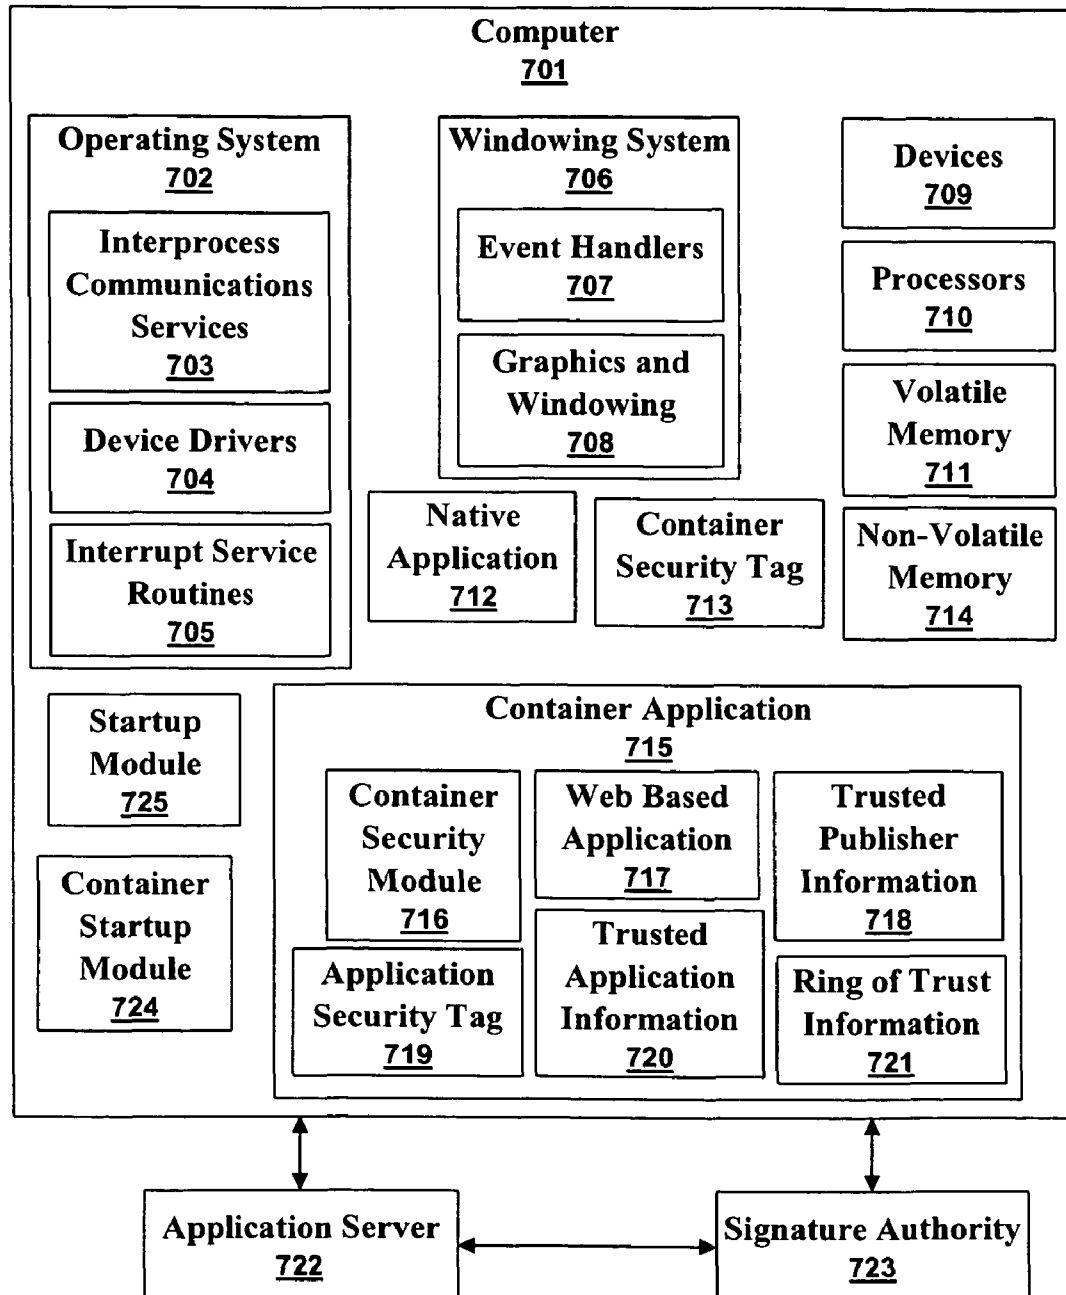 Computer
701
Operating System
702
Interprocess
Communications
Services
703
Device Drivers
704
Interrupt Service
Routines
705
Windowing System
706
Event Handlers
707
Graphics and
Windowing
708
Devices
709
Processors
710
Volatile
Memory
711
Non-Volatile
Memory
714
Native
Application
712
Container
Security Tag
713
Startup
Module
725
Container
Startup
Module
724
Container Application
715
Container
Security
Module
716
Web Based
Application
717
Trusted
Publisher
Information
718
Application
Security Tag
719
Trusted
Application
Information
720
Ring of Trust
Information
721
Application Server
722
Signature Authority
723